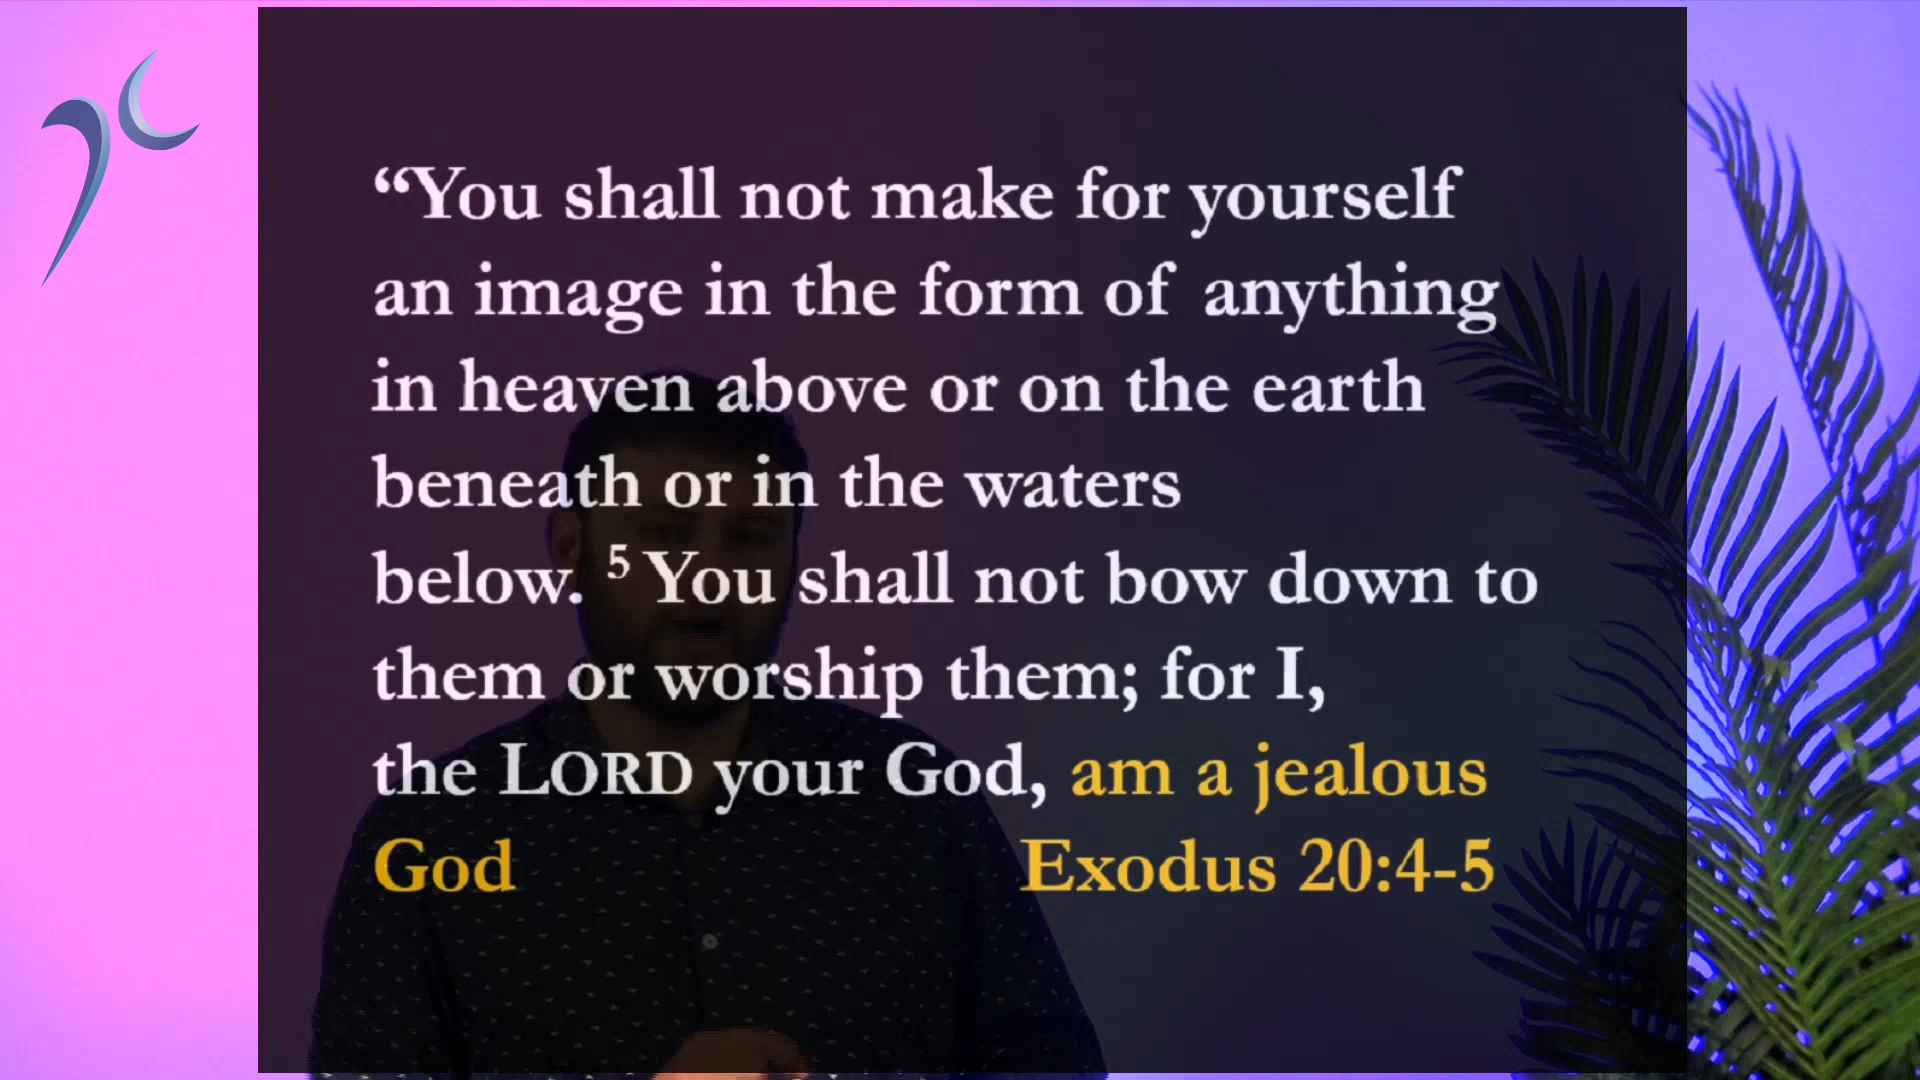 “You shall not make for yourself
an image in the form of anything
in heaven above or on the earth
beneath or in the waters
below. ⁵ You shall not bow down to
them or worship them; for I,
the LORD your God, am a jealous
God Exodus 20:4-5